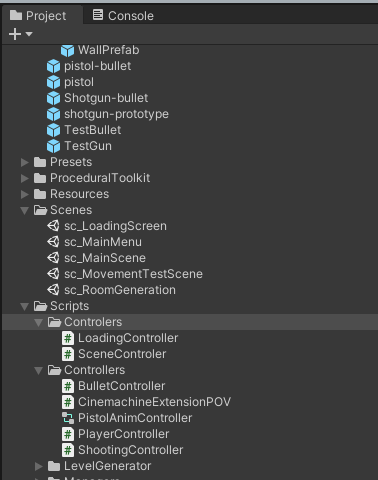 Project
Console
WallPrefab
pistol-bullet
pistol
Shotgun-bullet
shotgun-prototype
TestBullet
TestGun
Presets
ProceduralToolkit
Resources
Scenes
sc_LoadingScreen
sc_MainMenu
sc_MainScene
sc_MovementTestScene
sc_RoomGeneration
Scripts
Controlers
LoadingController
SceneControler
Controllers
BulletController
CinemachineExtensionPOV
PistolAnimController
PlayerController
ShootingController
LevelGenerator
Managers